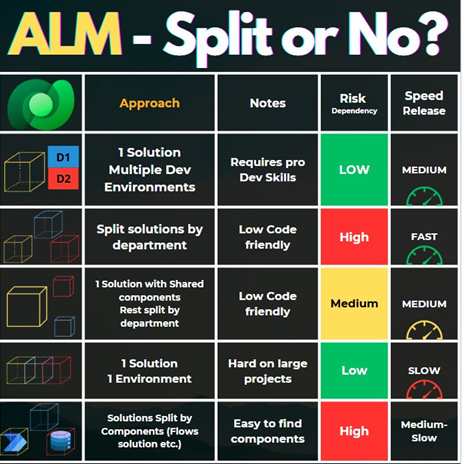 ALM - Split or No?
Approach
Notes
Risk
Dependency
Speed
Release
D1
D2
1 Solution
Multiple Dev
Environments
Requires pro
Dev Skills
LOW
MEDIUM
Split solutions by
department
Low Code
friendly
High
FAST
1 Solution with Shared
components
Rest split by
department
Low Code
friendly
Medium
MEDIUM
1 Solution
1 Environment
Hard on large
projects
Low
SLOW
Solutions Split by
Components (Flows
solution etc.)
Easy to find
components
High
Medium-
Slow